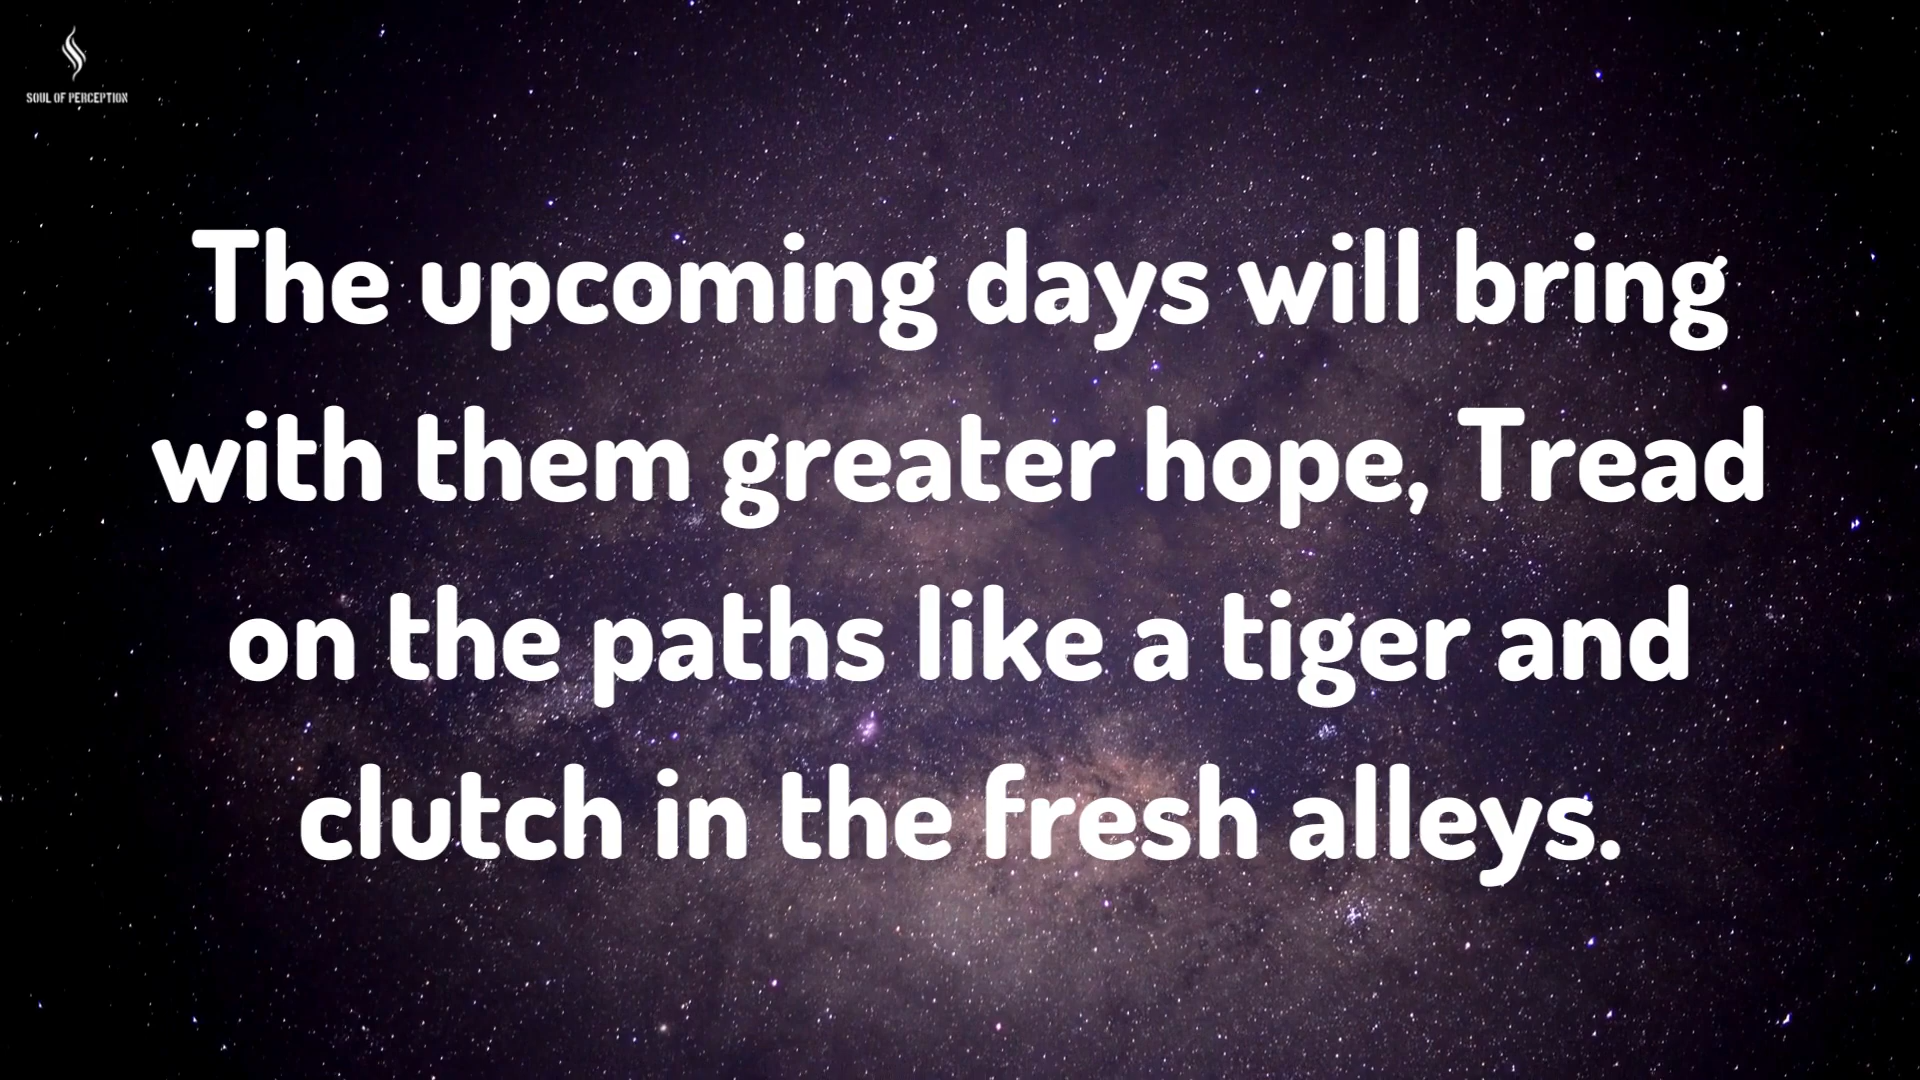 SOUL OF PERCEPTION
The upcoming days will bring
with them greater hope, Tread
on the paths like a tiger and
clutch in the fresh alleys.